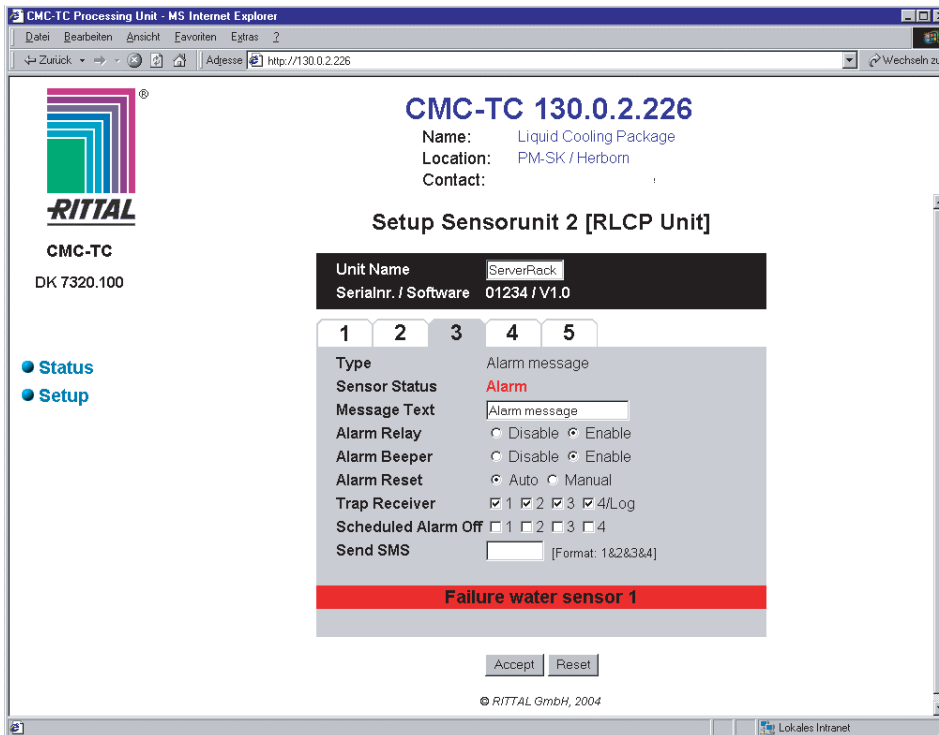 CMC-TC Processing Unit - MS Internet Explorer
Datei Bearbeiten Ansicht Favoriten Extras ?
Zurück Adresse http://130.0.2.226 Wechseln zu
®
RITTAL
CMC-TC
DK 7320.100
Status
Setup
CMC-TC 130.0.2.226
Name: Liquid Cooling Package
Location: PM-SK / Herborn
Contact:
Setup Sensorunit 2 [RLCP Unit]
Unit Name ServerRack
Serialnr. / Software 01234 / V1.0
1 2 3 4 5
Type Alarm message
Sensor Status Alarm
Message Text Alarm message
Alarm Relay Disable Enable
Alarm Beeper Disable Enable
Alarm Reset Auto Manual
Trap Receiver 1 2 3 4/Log
Scheduled Alarm Off 1 2 3 4
Send SMS [Format: 1&2&3&4]
Failure water sensor 1
Accept Reset
© RITTAL GmbH, 2004
Lokales Intranet